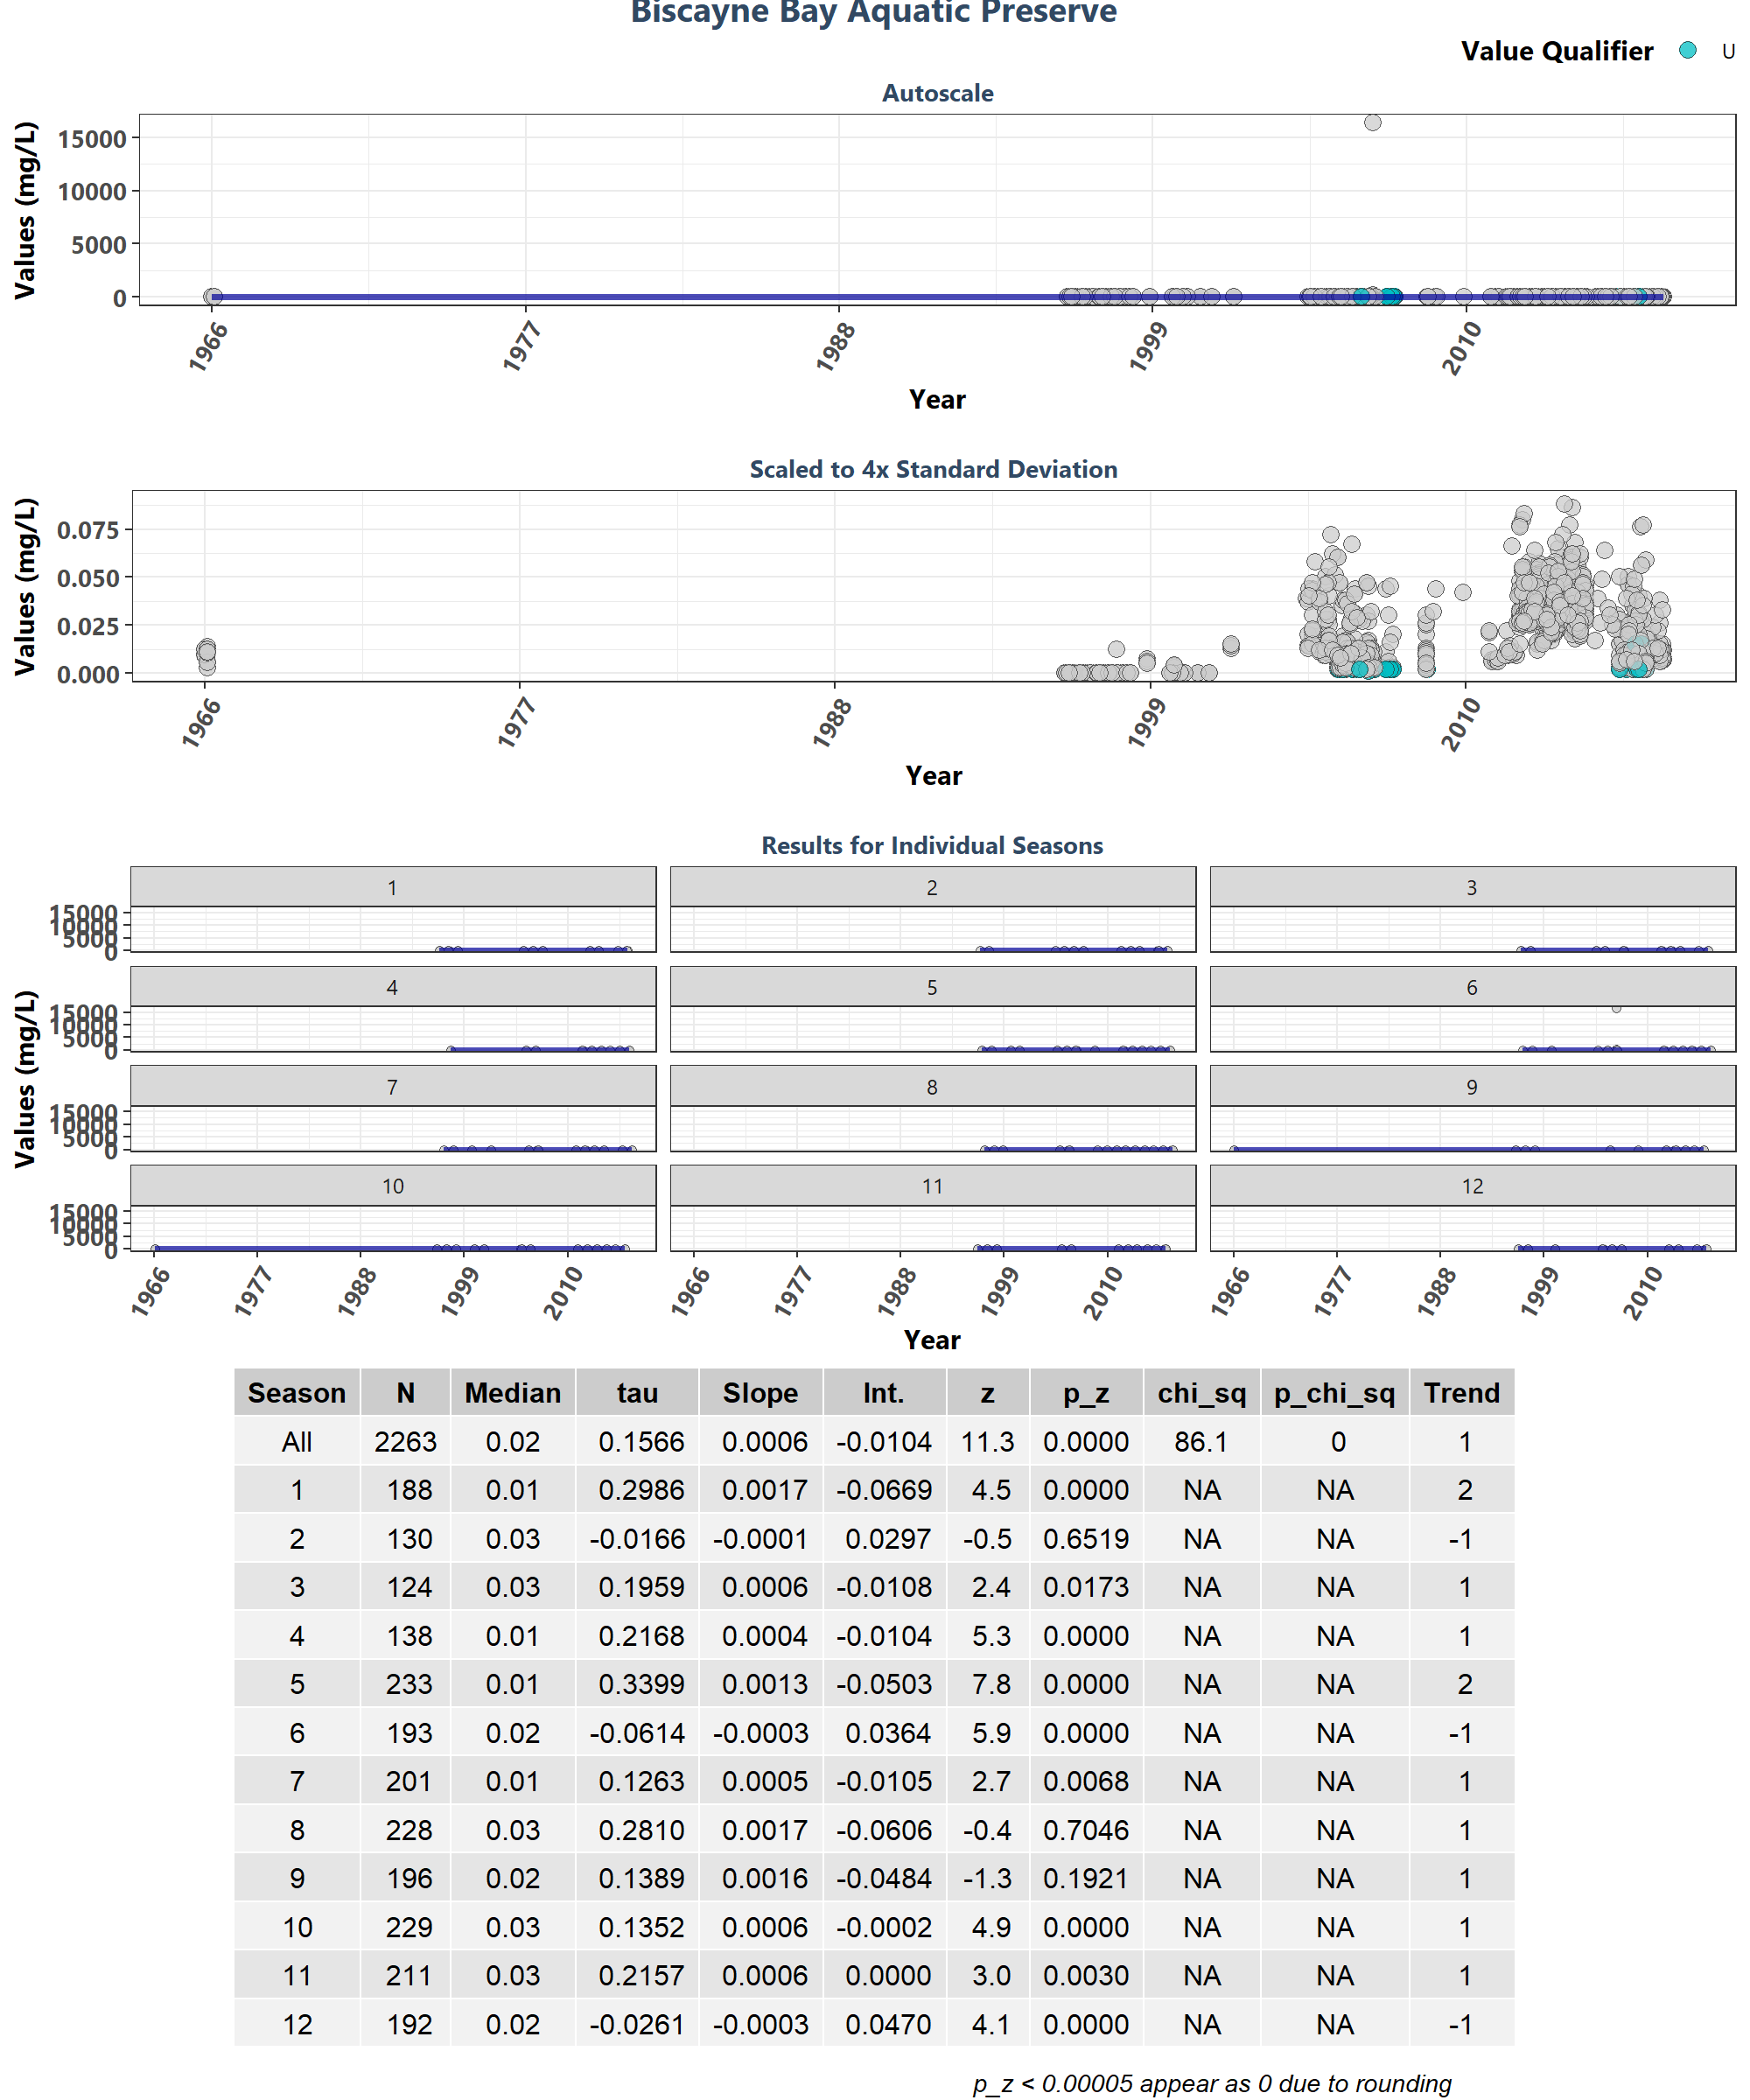 Biscayne Bay Aquatic Preserve
Value Qualifier U
Autoscale
Values (mg/L)
15000
10000
5000
0
1966 1977 1988 1999 2010
Year
Scaled to 4x Standard Deviation
Values (mg/L)
0.075
0.050
0.025
0.000
1966 1977 1988 1999 2010
Year
Results for Individual Seasons
Values (mg/L)
1 2 3
15000
10000
5000
0
4 5 6
15000
10000
5000
0
7 8 9
15000
10000
5000
0
10 11 12
15000
10000
5000
0
1966 1977 1988 1999 2010 1966 1977 1988 1999 2010 1966 1977 1988 1999 2010
Year
Season N Median tau Slope Int. z p_z chi_sq p_chi_sq Trend
All 2263 0.02 0.1566 0.0006 -0.0104 11.3 0.0000 86.1 0 1
1 188 0.01 0.2986 0.0017 -0.0669 4.5 0.0000 NA NA 2
2 130 0.03 -0.0166 -0.0001 0.0297 -0.5 0.6519 NA NA -1
3 124 0.03 0.1959 0.0006 -0.0108 2.4 0.0173 NA NA 1
4 138 0.01 0.2168 0.0004 -0.0104 5.3 0.0000 NA NA 1
5 233 0.01 0.3399 0.0013 -0.0503 7.8 0.0000 NA NA 2
6 193 0.02 -0.0614 -0.0003 0.0364 5.9 0.0000 NA NA -1
7 201 0.01 0.1263 0.0005 -0.0105 2.7 0.0068 NA NA 1
8 228 0.03 0.2810 0.0017 -0.0606 -0.4 0.7046 NA NA 1
9 196 0.02 0.1389 0.0016 -0.0484 -1.3 0.1921 NA NA 1
10 229 0.03 0.1352 0.0006 -0.0002 4.9 0.0000 NA NA 1
11 211 0.03 0.2157 0.0006 0.0000 3.0 0.0030 NA NA 1
12 192 0.02 -0.0261 -0.0003 0.0470 4.1 0.0000 NA NA -1
p_z < 0.00005 appear as 0 due to rounding